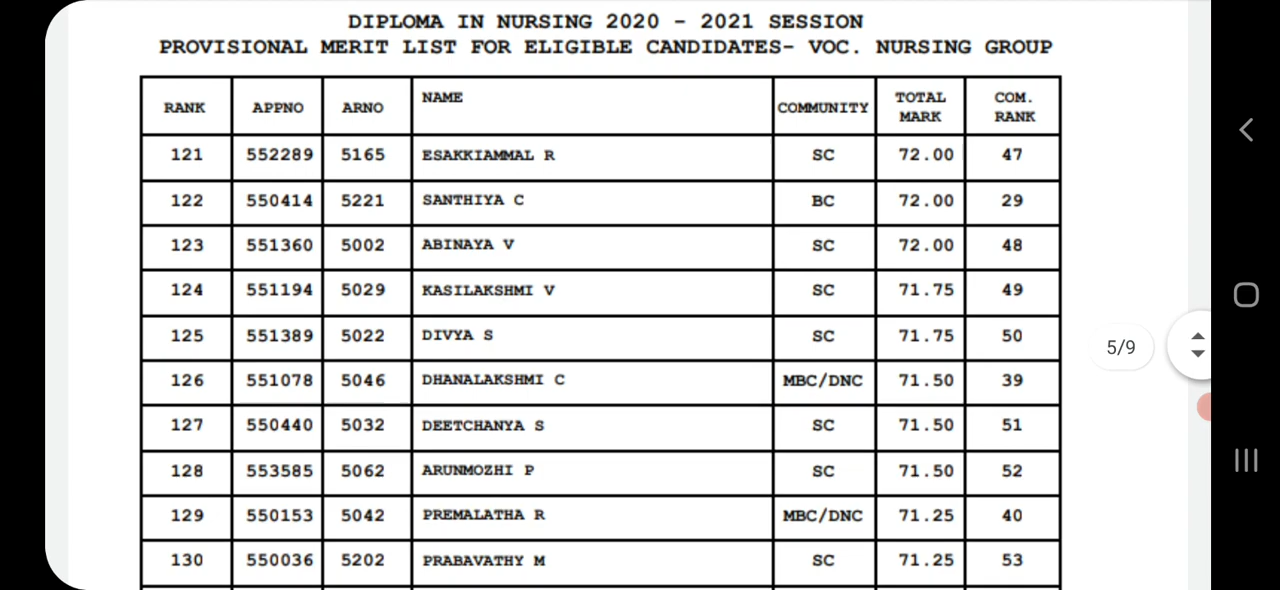 DIPLOMA IN NURSING 2020 - 2021 SESSION
PROVISIONAL MERIT LIST FOR ELIGIBLE CANDIDATES- VOC. NURSING GROUP
RANK APPNO ARNO NAME COMMUNITY TOTAL MARK COM. RANK
121 552289 5165 ESAKKIAMMAL R SC 72.00 47
122 550414 5221 SANTHIYA C BC 72.00 29
123 551360 5002 ABINAYA V SC 72.00 48
124 551194 5029 KASILAKSHMI V SC 71.75 49
125 551389 5022 DIVYA S SC 71.75 50
126 551078 5046 DHANALAKSHMI C MBC/DNC 71.50 39
127 550440 5032 DEETCHANYA S SC 71.50 51
128 553585 5062 ARUNMOZHI P SC 71.50 52
129 550153 5042 PREMALATHA R MBC/DNC 71.25 40
130 550036 5202 PRABAVATHY M SC 71.25 53
5/9